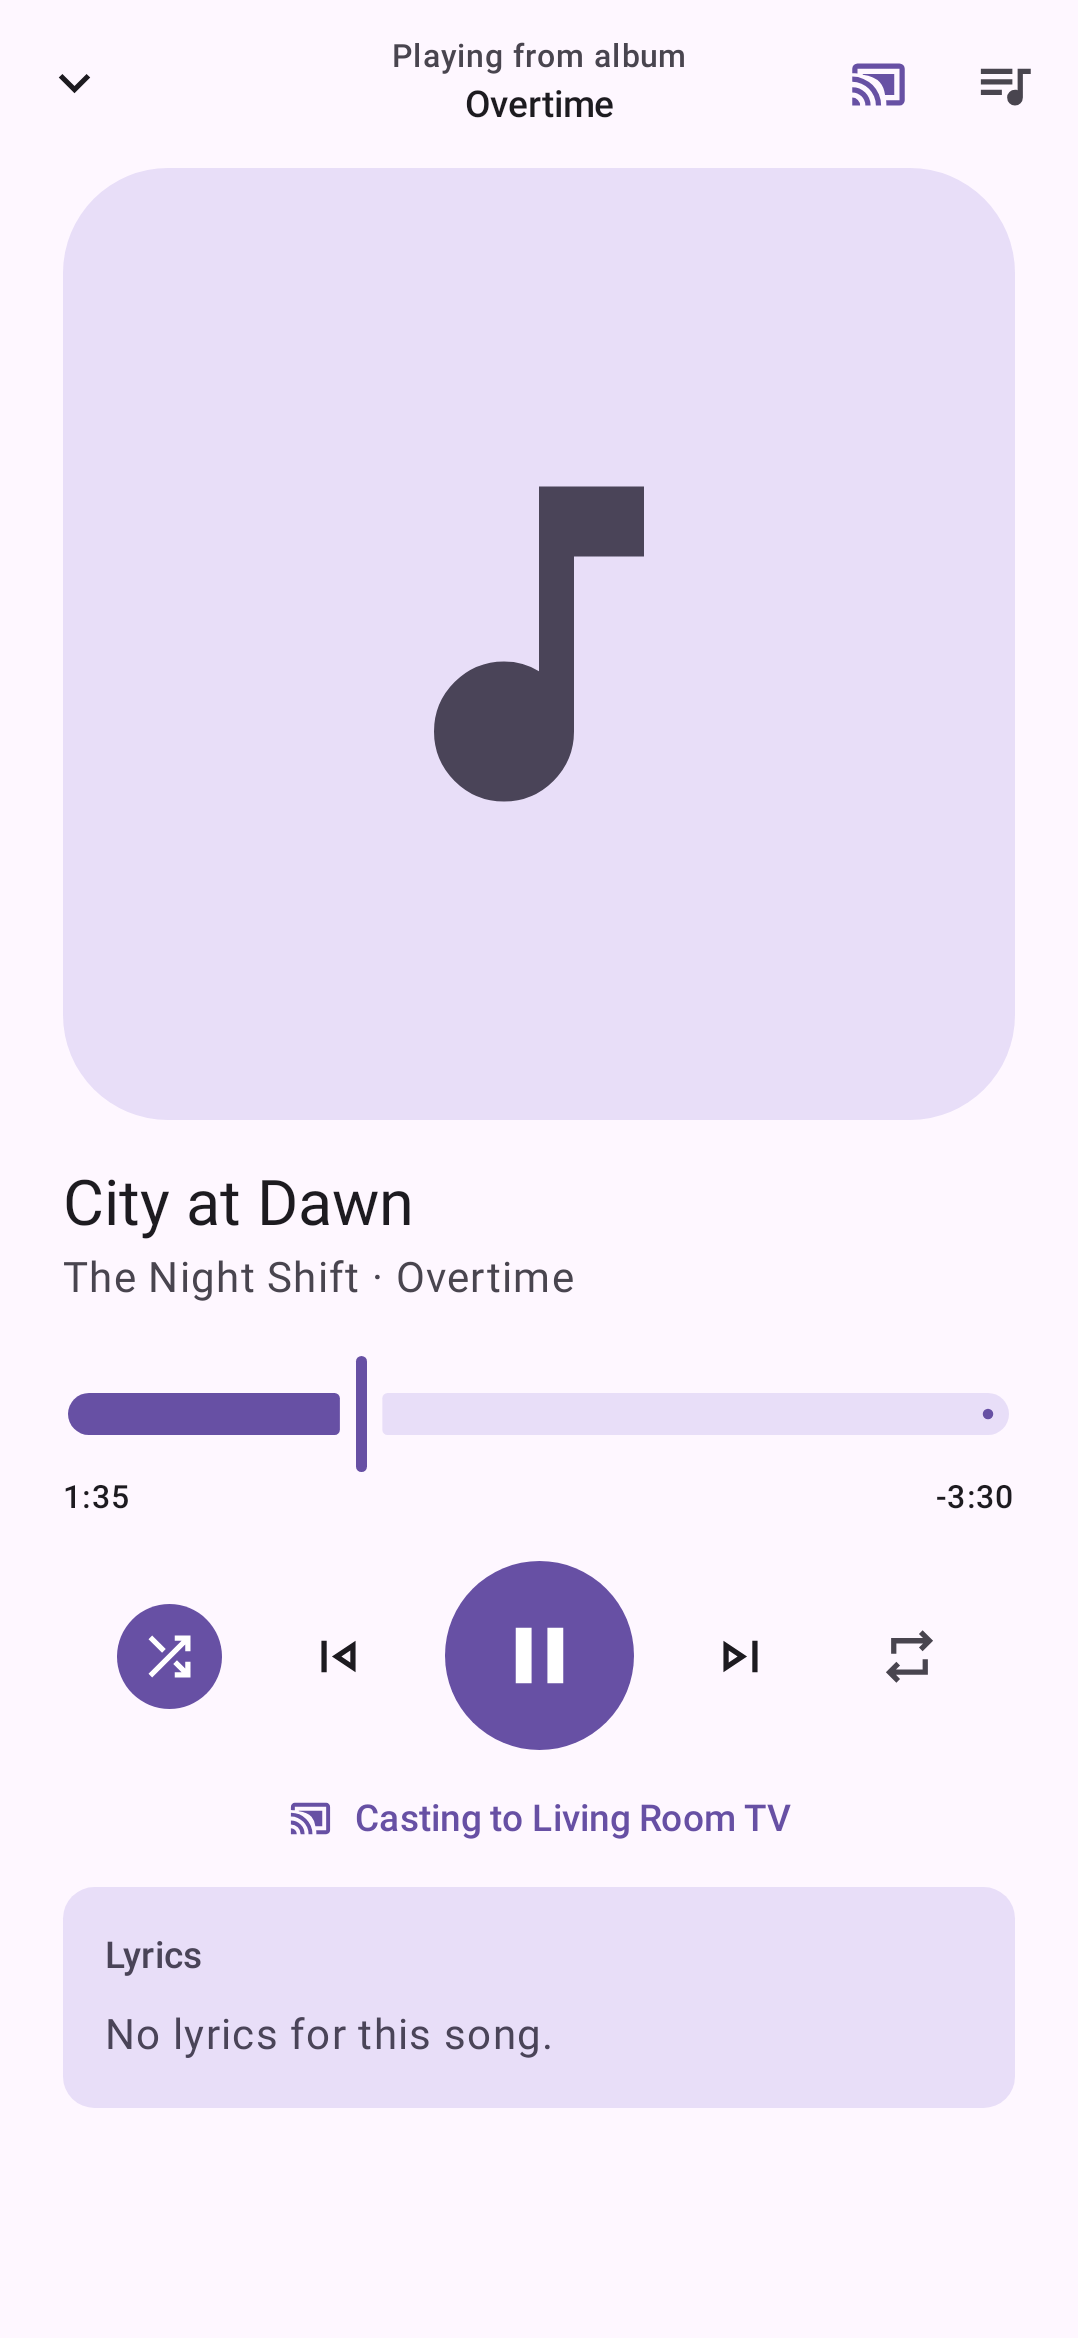 Playing from album
Overtime
City at Dawn
The Night Shift · Overtime
1:35
-3:30
Casting to Living Room TV
Lyrics
No lyrics for this song.